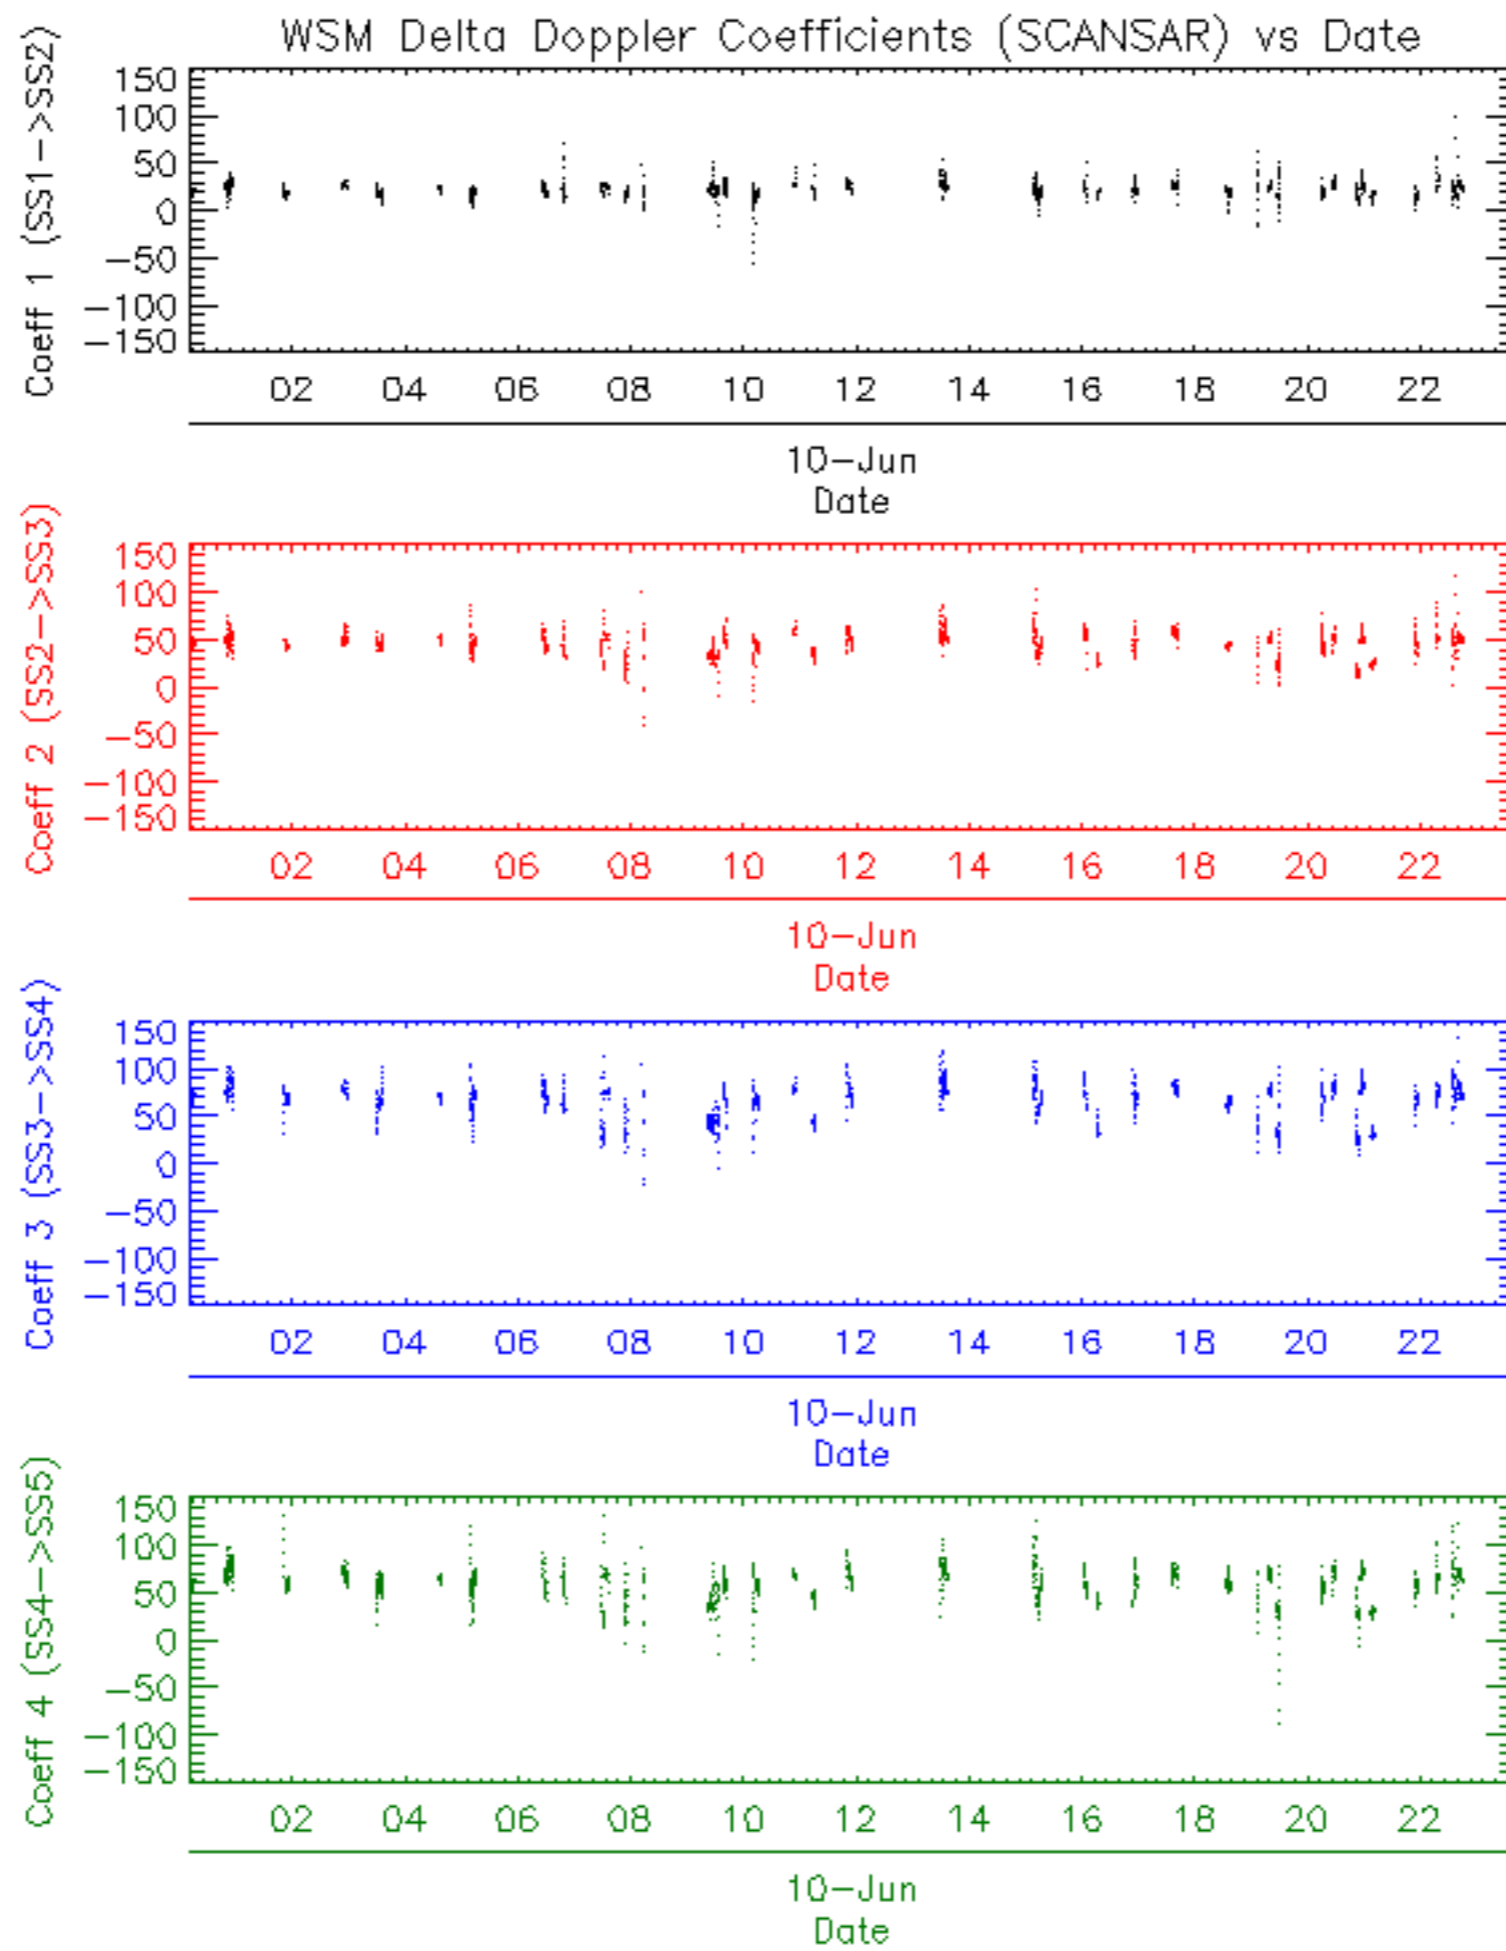 WSM Delta Doppler Coefficients (SCANSAR) vs Date
Coeff 1 (SS1->SS2)
150
100
50
0
-50
-100
-150
02 04 06 08 10 12 14 16 18 20 22
10-Jun
Date
Coeff 2 (SS2->SS3)
150
100
50
0
-50
-100
-150
02 04 06 08 10 12 14 16 18 20 22
10-Jun
Date
Coeff 3 (SS3->SS4)
150
100
50
0
-50
-100
-150
02 04 06 08 10 12 14 16 18 20 22
10-Jun
Date
Coeff 4 (SS4->SS5)
150
100
50
0
-50
-100
-150
02 04 06 08 10 12 14 16 18 20 22
10-Jun
Date